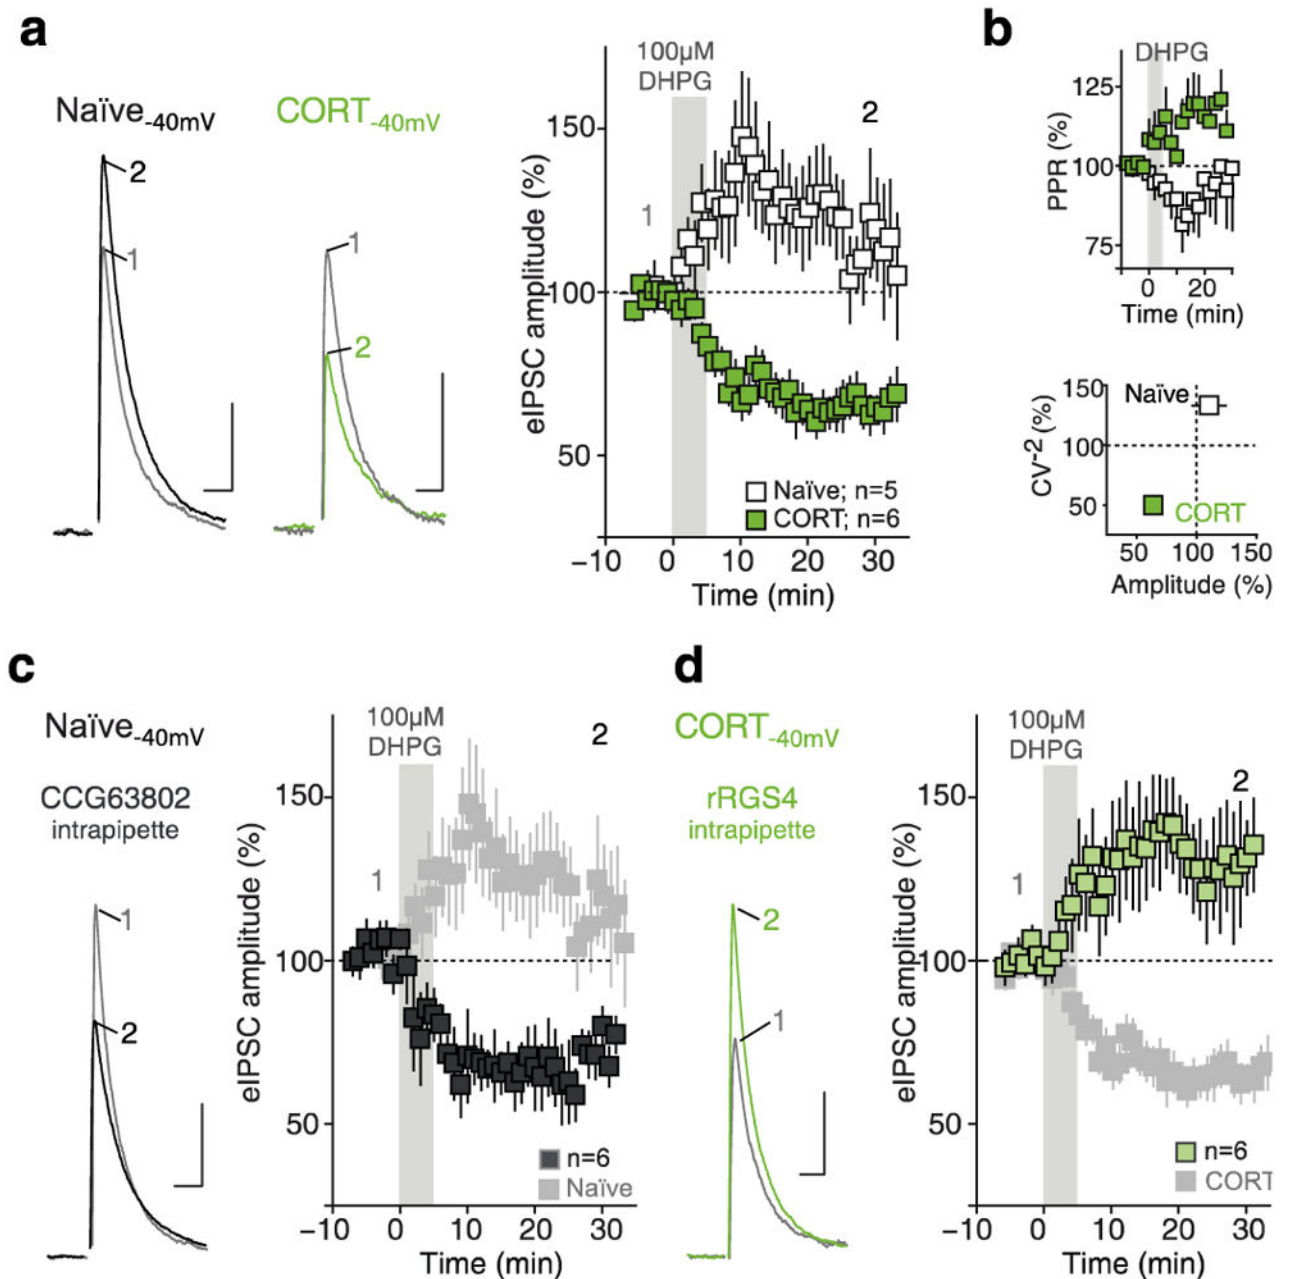 a
Naïve-40mV
2
1
CORT-40mV
1
2
100µM
DHPG
150
100
50
1
2
eIPSC amplitude (%)
Naïve; n=5
CORT; n=6
−10 0 10 20 30
Time (min)
b
DHPG
125
100
75
PPR (%)
0 20
Time (min)
150
100
50
CV-2 (%)
Naïve
CORT
50 100 150
Amplitude (%)
c
Naïve-40mV
CCG63802
intrapipette
1
2
100µM
DHPG
150
100
50
1
2
eIPSC amplitude (%)
n=6
Naïve
−10 0 10 20 30
Time (min)
d
CORT-40mV
rRGS4
intrapipette
2
1
100µM
DHPG
150
100
50
1
2
eIPSC amplitude (%)
n=6
CORT
−10 0 10 20 30
Time (min)